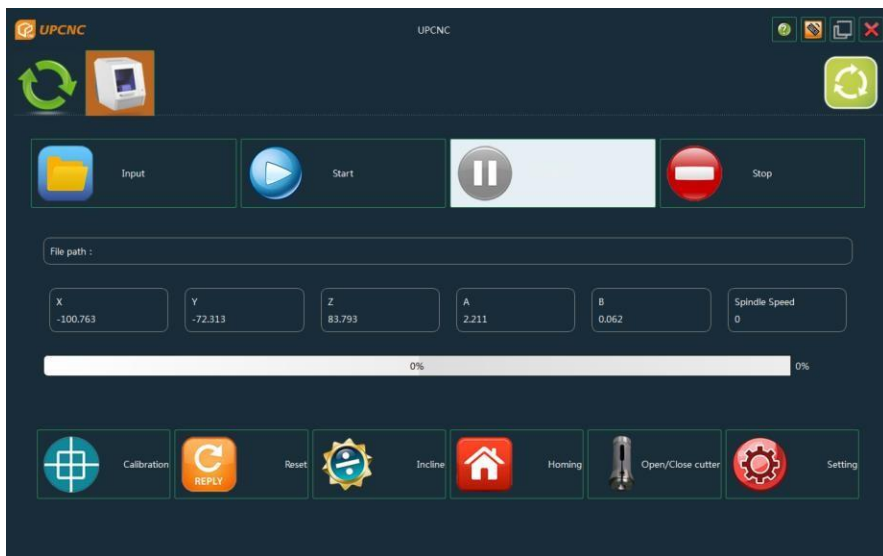 UPCNC
UPCNC
Input
Start
Stop
File path :
X
-100.763
Y
-72.313
Z
83.793
A
2.211
B
0.062
Spindle Speed
0
0%
0%
Calibration
REPLY
Reset
Incline
Homing
Open/Close cutter
Setting